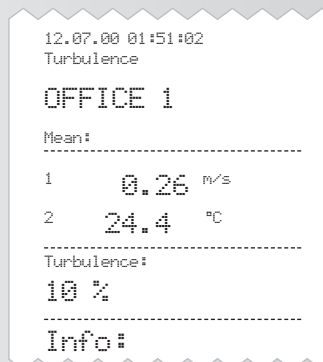 12.07.00 01:51:02
Turbulence
OFFICE 1
Mean:
1 0.26 m/s
2 24.4 °C
Turbulence:
10 %
Info: